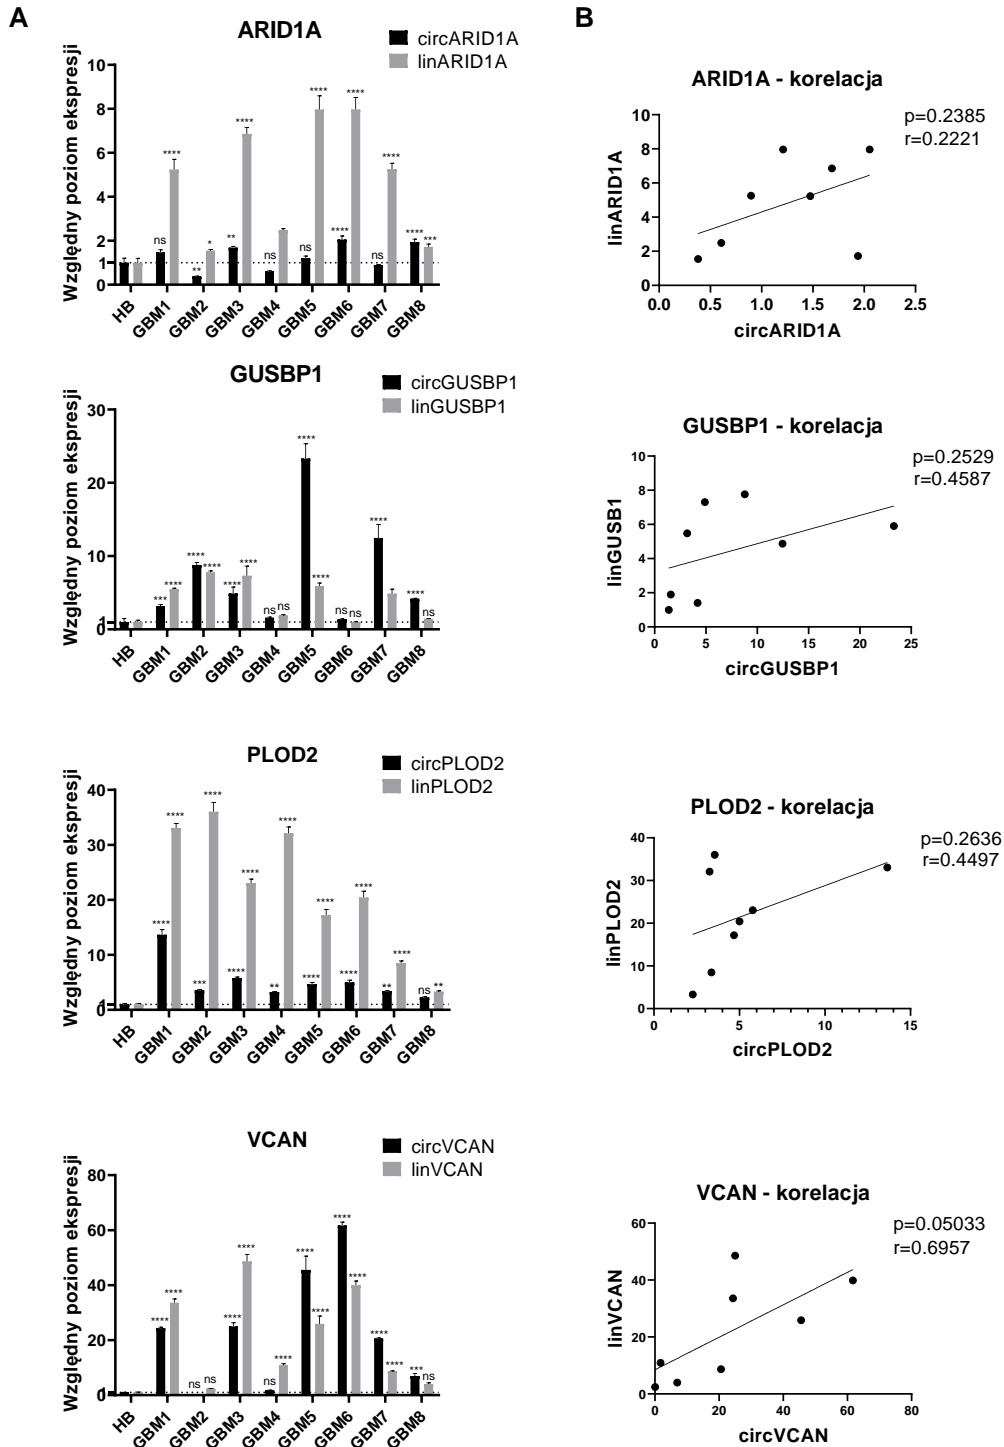 A
ARID1A
circARID1A
linARID1A
Względny poziom ekspresji
10
8
6
4
2
1
0
ns
****
**
*
**
****
ns
ns
****
****
****
ns
****
****
***
HB
GBM1
GBM2
GBM3
GBM4
GBM5
GBM6
GBM7
GBM8
GUSBP1
circGUSBP1
linGUSBP1
Względny poziom ekspresji
30
20
10
1
0
***
****
****
****
****
****
ns
ns
****
****
ns
ns
****
****
ns
HB
GBM1
GBM2
GBM3
GBM4
GBM5
GBM6
GBM7
GBM8
PLOD2
circPLOD2
linPLOD2
Względny poziom ekspresji
40
30
20
10
1
0
****
****
***
****
****
****
**
****
****
****
****
****
**
****
ns
**
HB
GBM1
GBM2
GBM3
GBM4
GBM5
GBM6
GBM7
GBM8
VCAN
circVCAN
linVCAN
Względny poziom ekspresji
80
60
40
20
1
0
****
****
ns
ns
****
****
ns
****
****
****
****
****
****
****
***
ns
HB
GBM1
GBM2
GBM3
GBM4
GBM5
GBM6
GBM7
GBM8
B
ARID1A - korelacja
p=0.2385
r=0.2221
linARID1A
10
8
6
4
2
0
0.0 0.5 1.0 1.5 2.0 2.5
circARID1A
GUSBP1 - korelacja
p=0.2529
r=0.4587
linGUSB1
10
8
6
4
2
0
0 5 10 15 20 25
circGUSBP1
PLOD2 - korelacja
p=0.2636
r=0.4497
linPLOD2
40
30
20
10
0
0 5 10 15
circPLOD2
VCAN - korelacja
p=0.05033
r=0.6957
linVCAN
60
40
20
0
0 20 40 60 80
circVCAN